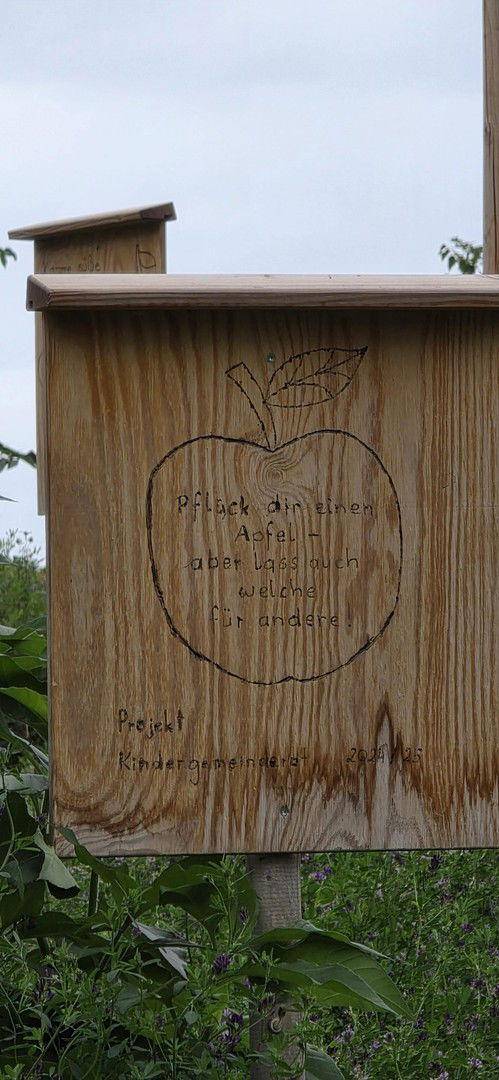 Pflück dir einen
Apfel -
aber lass auch
welche
für andere!
Projekt
Kindergemeinderat 2024/25